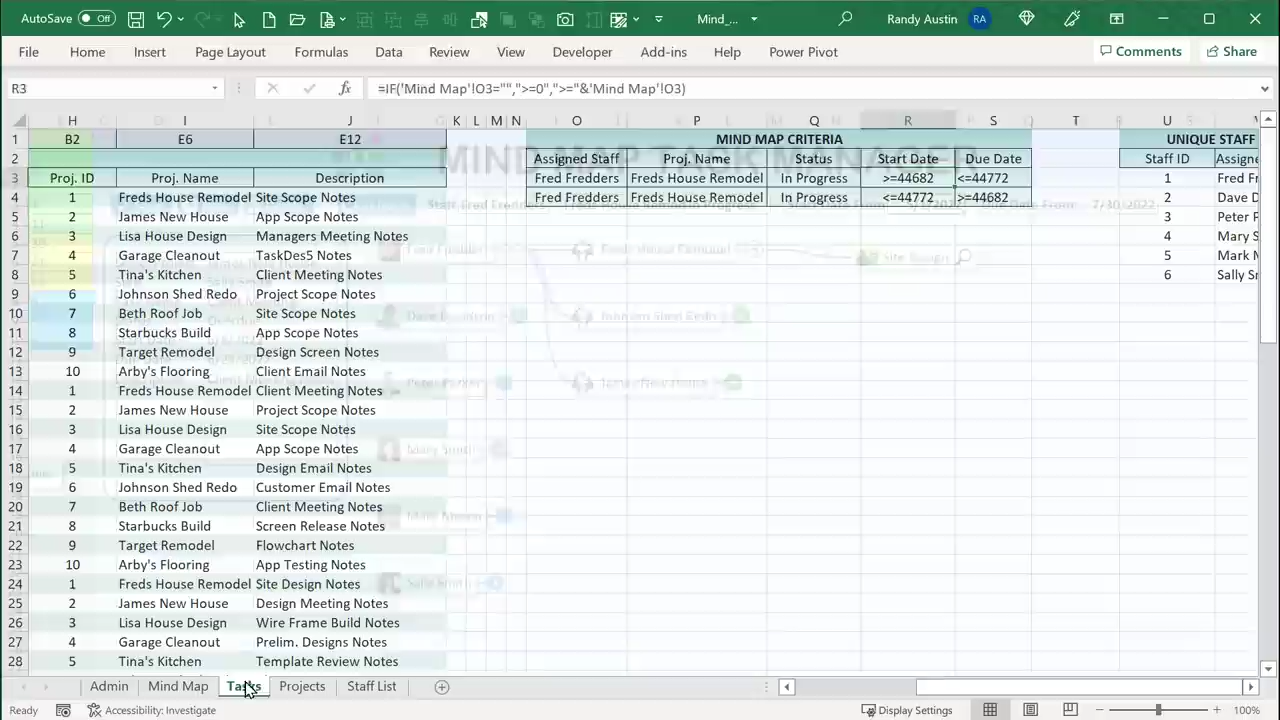 AutoSave Off Mind_... Randy Austin RA
File Home Insert Page Layout Formulas Data Review View Developer Add-ins Help Power Pivot Comments Share
R3 fx =IF('Mind Map'!O3="",">=0",">="&'Mind Map'!O3)
H I J K L M N O P Q R S T U
1 B2 E6 E12 MIND MAP CRITERIA UNIQUE STAFF
2 Assigned Staff Proj. Name Status Start Date Due Date Staff ID Assigne
3 Proj. ID Proj. Name Description Fred Fredders Freds House Remodel In Progress >=44682 <=44772 1 Fred Fr
4 1 Freds House Remodel Site Scope Notes Fred Fredders Freds House Remodel In Progress <=44772 >=44682 2 Dave D
5 2 James New House App Scope Notes 3 Peter P
6 3 Lisa House Design Managers Meeting Notes 4 Mary S
7 4 Garage Cleanout TaskDes5 Notes 5 Mark M
8 5 Tina's Kitchen Client Meeting Notes 6 Sally Sr
9 6 Johnson Shed Redo Project Scope Notes
10 7 Beth Roof Job Site Scope Notes
11 8 Starbucks Build App Scope Notes
12 9 Target Remodel Design Screen Notes
13 10 Arby's Flooring Client Email Notes
14 1 Freds House Remodel Client Meeting Notes
15 2 James New House Project Scope Notes
16 3 Lisa House Design Site Scope Notes
17 4 Garage Cleanout App Scope Notes
18 5 Tina's Kitchen Design Email Notes
19 6 Johnson Shed Redo Customer Email Notes
20 7 Beth Roof Job Client Meeting Notes
21 8 Starbucks Build Screen Release Notes
22 9 Target Remodel Flowchart Notes
23 10 Arby's Flooring App Testing Notes
24 1 Freds House Remodel Site Design Notes
25 2 James New House Design Meeting Notes
26 3 Lisa House Design Wire Frame Build Notes
27 4 Garage Cleanout Prelim. Designs Notes
28 5 Tina's Kitchen Template Review Notes
Admin Mind Map Tasks Projects Staff List
Ready Accessibility: Investigate Display Settings 100%
MIND MAP TASK MANAGER